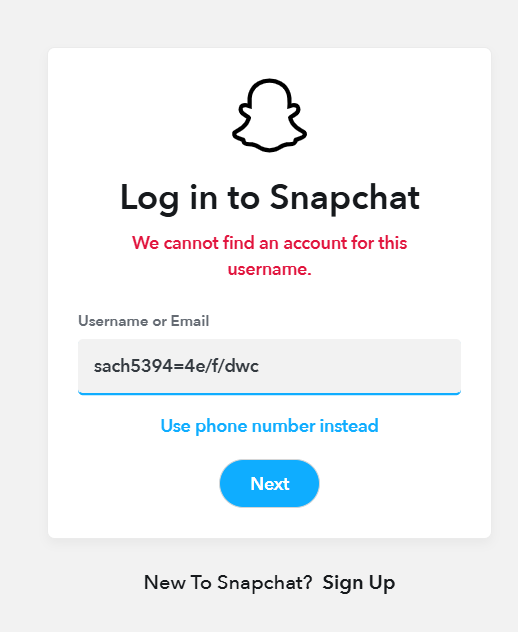 Log in to Snapchat
We cannot find an account for this
username.
Username or Email
sach5394=4e/f/dwc
Use phone number instead
Next
New To Snapchat? Sign Up